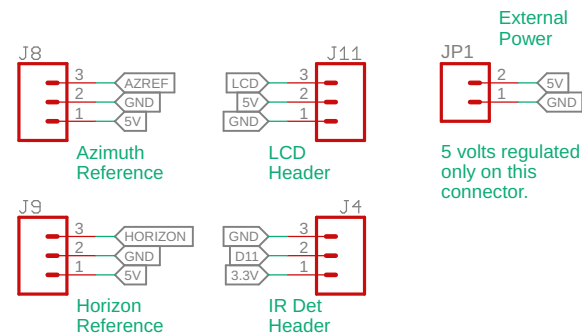 External
Power
J8
J11
JP1
3
AZREF
2
GND
1
5V
LCD
3
5V
2
GND
1
2
5V
1
GND
Azimuth
Reference
LCD
Header
5 volts regulated
only on this
connector.
J9
J4
3
HORIZON
2
GND
1
5V
GND
3
D11
2
3.3V
1
Horizon
Reference
IR Det
Header